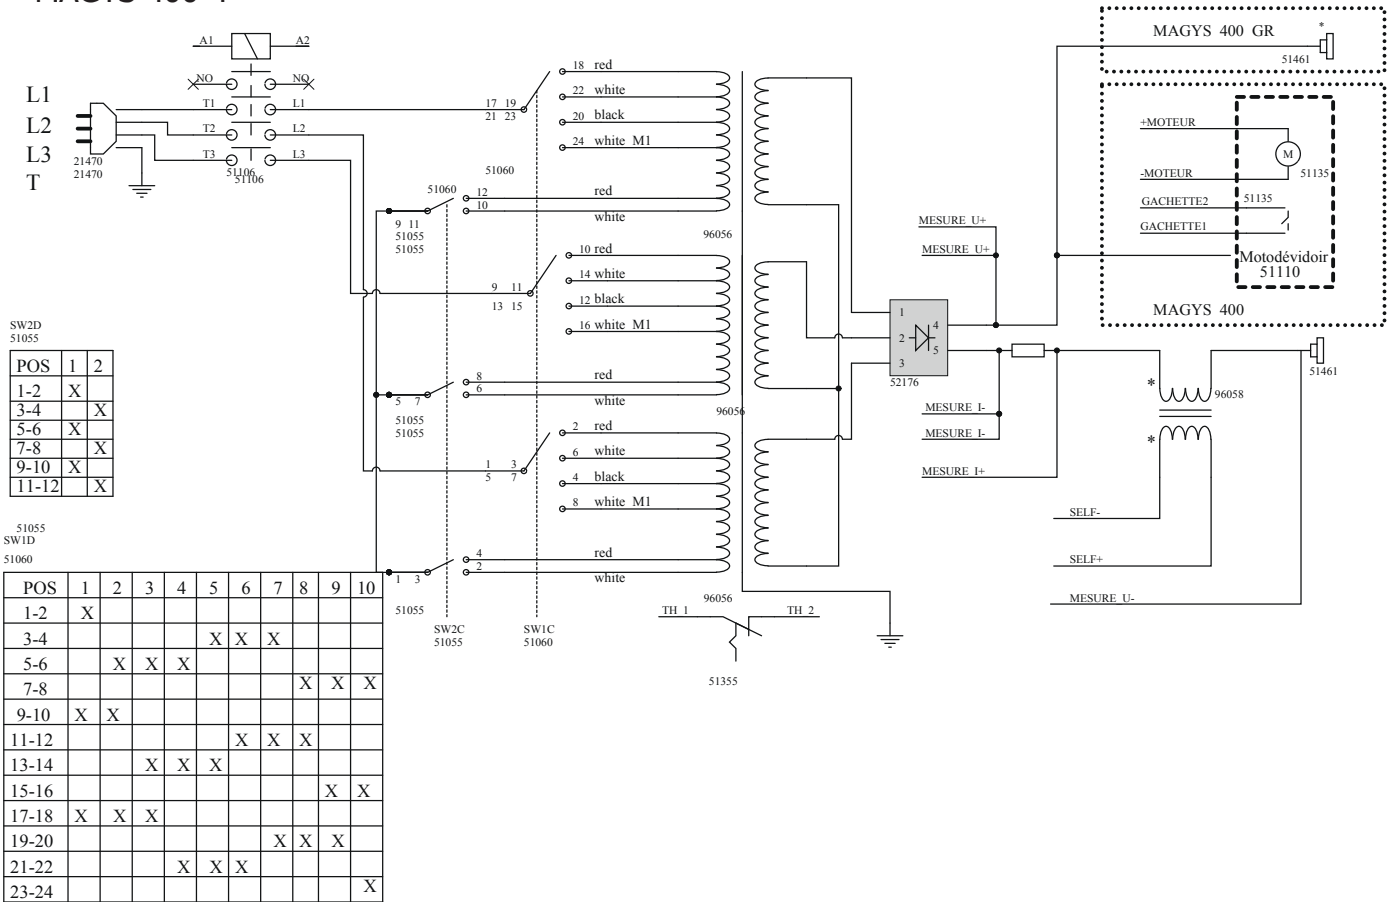 A1 A2
NO NO
L1
L2
L3
T
21470
21470
T1 L1
T2 L2
T3 L3
51106
51106
17 19
21 23
18 red
22 white
20 black
24 white M1
51060
51060
12 red
10 white
9 11
51055
51055
96056
9 11
13 15
10 red
14 white
12 black
16 white M1
8 red
6 white
5 7
51055
51055
96056
1 3
5 7
2 red
6 white
4 black
8 white M1
4 red
2 white
1 3
51055
96056
SW2C
51055
SW1C
51060
TH 1 TH 2
51355
MESURE U+
MESURE U+
1
2
3
4
5
52176
MESURE I-
MESURE I-
MESURE I+
SELF-
SELF+
MESURE U-
*
*
96058
51461
MAGYS 400 GR
*
51461
+MOTEUR
M
-MOTEUR
51135
GACHETTE2
51135
GACHETTE1
Motodévidoir
51110
MAGYS 400
SW2D
51055
POS 1 2
1-2 X
3-4 X
5-6 X
7-8 X
9-10 X
11-12 X
51055
SW1D
51060
POS 1 2 3 4 5 6 7 8 9 10
1-2 X
3-4 X X X
5-6 X X X
7-8 X X X
9-10 X X
11-12 X X X
13-14 X X X
15-16 X X
17-18 X X X
19-20 X X X
21-22 X X X
23-24 X